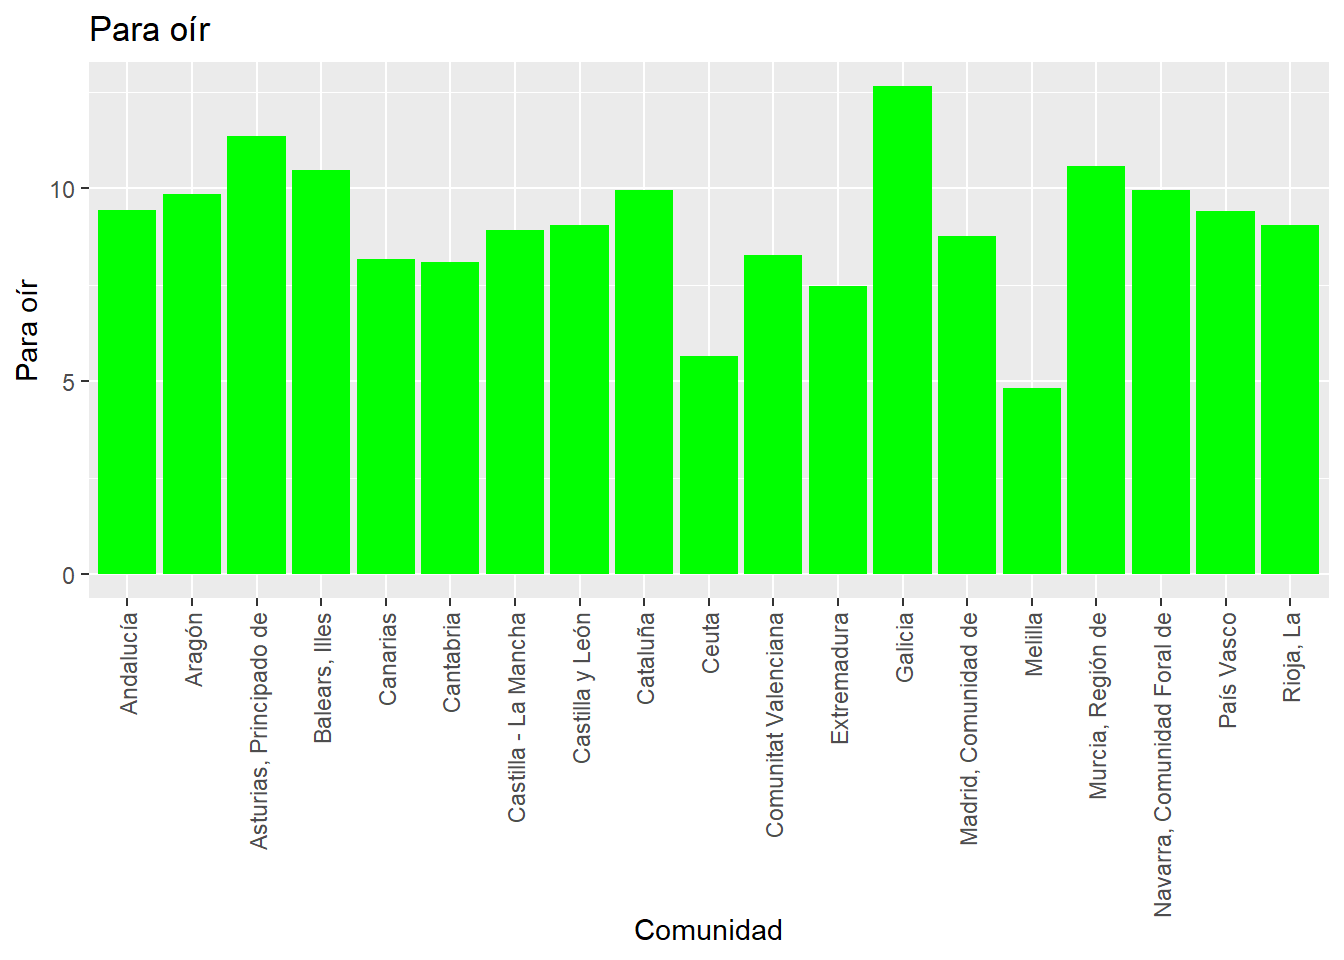 Para oír
Para oír
10
5
0
Andalucía
Aragón
Asturias, Principado de
Balears, Illes
Canarias
Cantabria
Castilla - La Mancha
Castilla y León
Cataluña
Ceuta
Comunitat Valenciana
Extremadura
Galicia
Madrid, Comunidad de
Melilla
Murcia, Región de
Navarra, Comunidad Foral de
País Vasco
Rioja, La
Comunidad